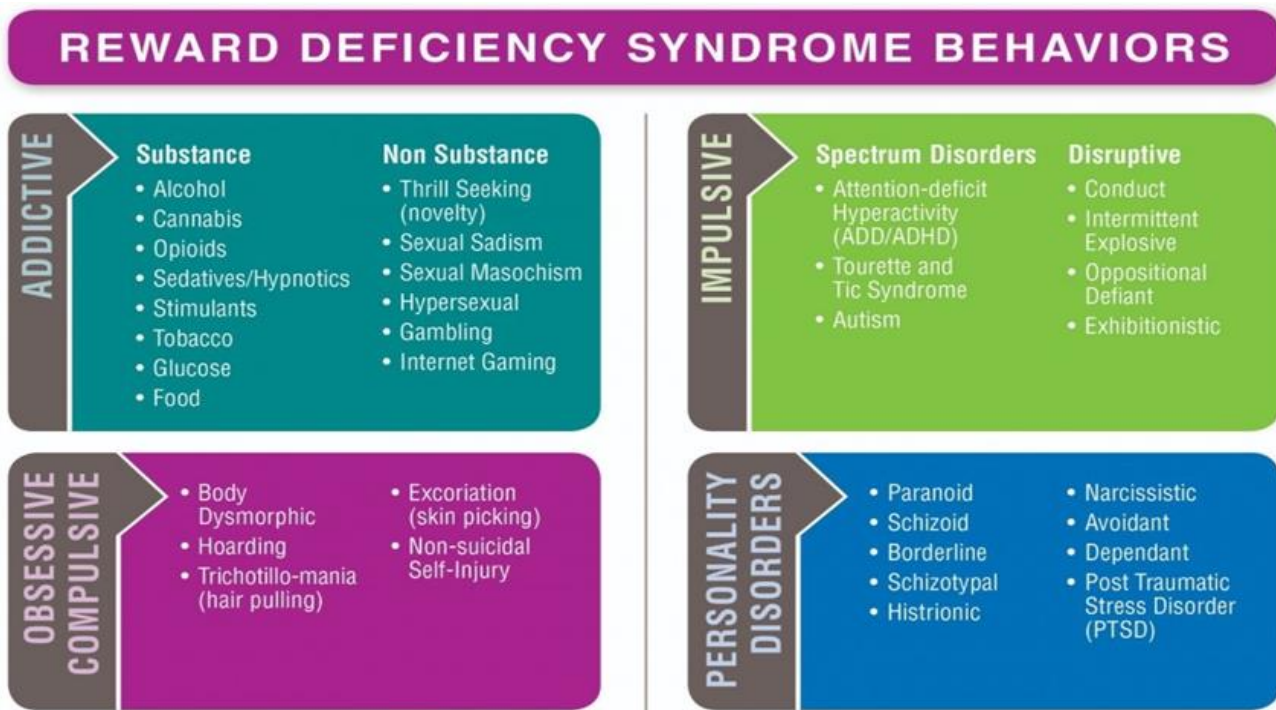 REWARD DEFICIENCY SYNDROME BEHAVIORS
ADDICTIVE
Substance
• Alcohol
• Cannabis
• Opioids
• Sedatives/Hypnotics
• Stimulants
• Tobacco
• Glucose
• Food
Non Substance
• Thrill Seeking
(novelty)
• Sexual Sadism
• Sexual Masochism
• Hypersexual
• Gambling
• Internet Gaming
IMPULSIVE
Spectrum Disorders
• Attention-deficit
Hyperactivity
(ADD/ADHD)
• Tourette and
Tic Syndrome
• Autism
Disruptive
• Conduct
• Intermittent
Explosive
• Oppositional
Defiant
• Exhibitionistic
OBSESSIVE
COMPULSIVE
• Body
Dysmorphic
• Hoarding
• Trichotillo-mania
(hair pulling)
• Excoriation
(skin picking)
• Non-suicidal
Self-Injury
PERSONALITY
DISORDERS
• Paranoid
• Schizoid
• Borderline
• Schizotypal
• Histrionic
• Narcissistic
• Avoidant
• Dependant
• Post Traumatic
Stress Disorder
(PTSD)